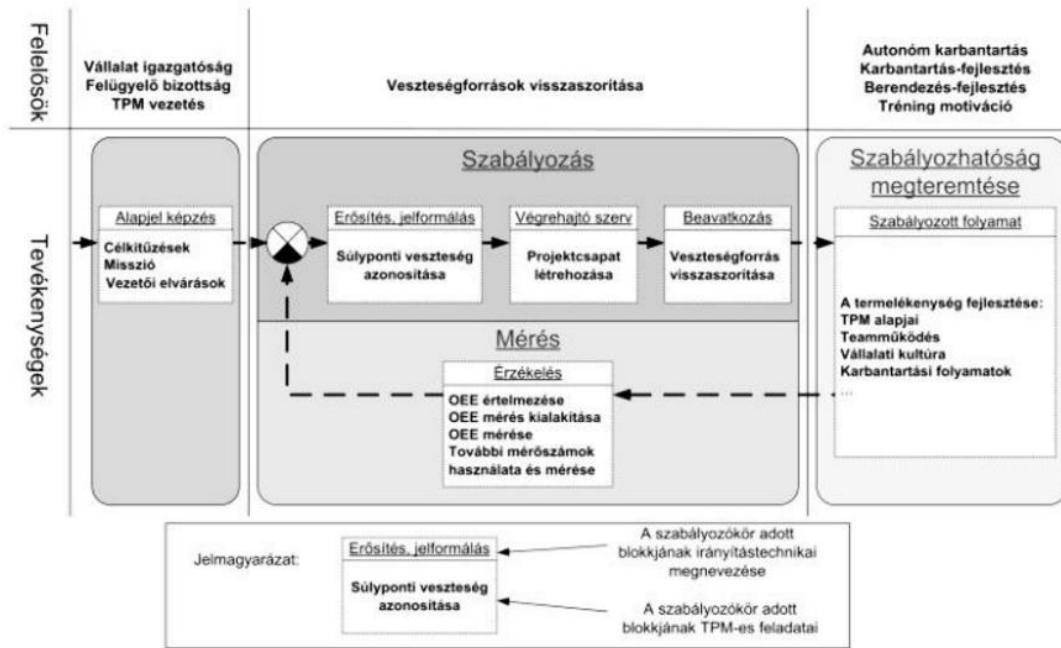 Felelősök
Vállalat igazgatóság
Felügyelő bizottság
TPM vezetés
Veszteségforrások visszaszorítása
Autonóm karbantartás
Karbantartás-fejlesztés
Berendezés-fejlesztés
Tréning motiváció
Tevékenységek
Alapjel képzés
Célkitűzések
Misszió
Vezetői elvárások
Szabályozás
Erősítés, jelformálás
Súlyponti veszteség
azonosítása
Végrehajtó szerv
Projektcsapat
létrehozása
Beavatkozás
Veszteségforrás
visszaszorítása
Mérés
Érzékelés
OEE értelmezése
OEE mérés kialakítása
OEE mérése
További mérőszámok
használata és mérése
Szabályozhatóság
megteremtése
Szabályozott folyamat
A termelékenység fejlesztése:
TPM alapjai
Teamműködés
Vállalati kultúra
Karbantartási folyamatok
...
Jelmagyarázat:
Erősítés, jelformálás
Súlyponti veszteség
azonosítása
A szabályozókör adott
blokkjának irányítástechnikai
megnevezése
A szabályozókör adott
blokkjának TPM-es feladatai